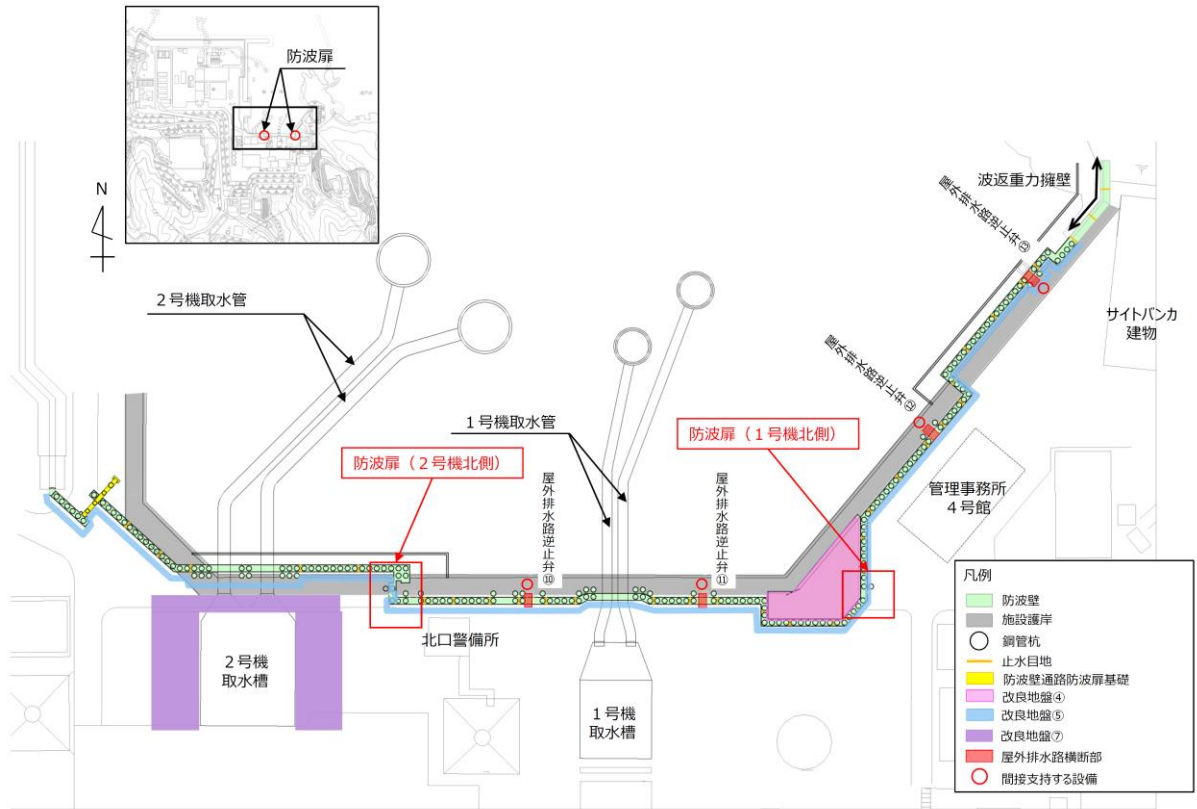 防波扉
N
2号機取水管
1号機取水管
波返重力擁壁
屋外排水路逆止弁⑬
サイトバンカ
建物
屋外排水路逆止弁⑫
防波扉（2号機北側）
防波扉（1号機北側）
屋外排水路逆止弁⑩
屋外排水路逆止弁⑪
管理事務所
4号館
北口警備所
2号機
取水槽
1号機
取水槽
凡例
防波壁
施設護岸
鋼管杭
止水目地
防波壁通路防波扉基礎
改良地盤④
改良地盤⑤
改良地盤⑦
屋外排水路横断部
間接支持する設備